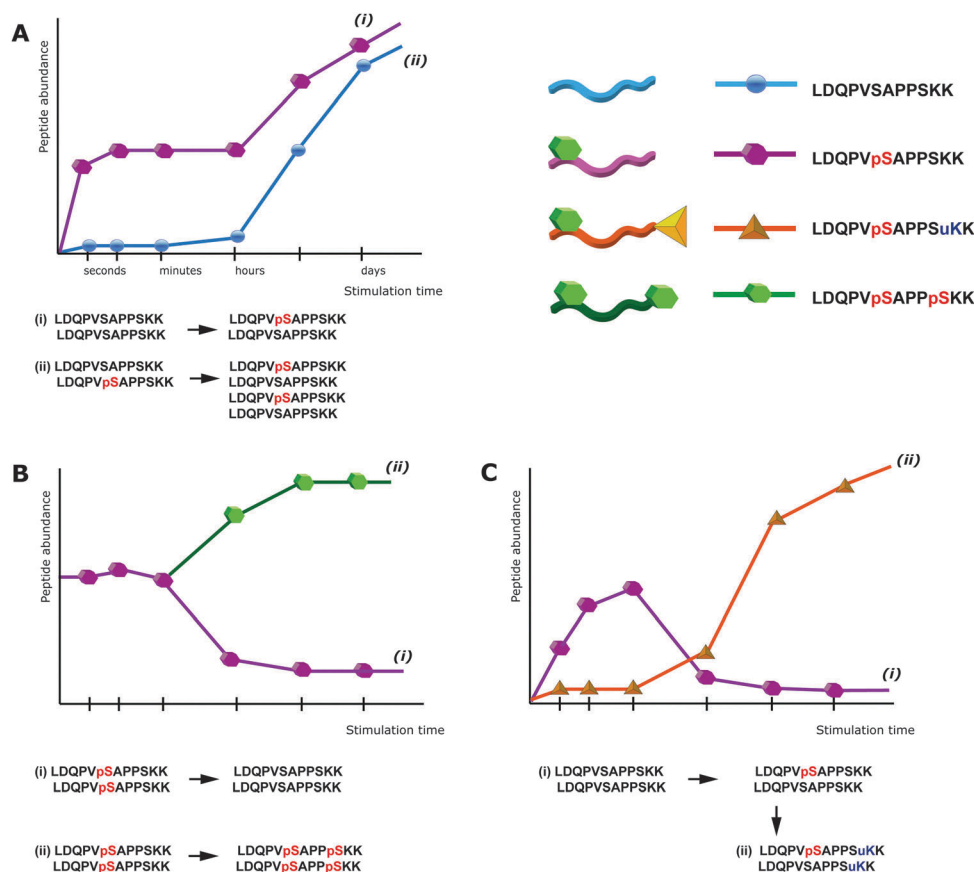 A
Peptide abundance
(i)
(ii)
seconds
minutes
hours
days
Stimulation time
(i) LDQPVSAPPSKK
LDQPVSAPPSKK
LDQPVpSAPPSKK
LDQPVSAPPSKK
(ii) LDQPVSAPPSKK
LDQPVpSAPPSKK
LDQPVpSAPPSKK
LDQPVSAPPSKK
LDQPVpSAPPSKK
LDQPVSAPPSKK
LDQPVSAPPSKK
LDQPVpSAPPSKK
LDQPVpSAPPSuKK
LDQPVpSAPPpSKK
B
Peptide abundance
(ii)
(i)
Stimulation time
(i) LDQPVpSAPPSKK
LDQPVpSAPPSKK
LDQPVSAPPSKK
LDQPVSAPPSKK
(ii) LDQPVpSAPPSKK
LDQPVpSAPPSKK
LDQPVpSAPPpSKK
LDQPVpSAPPpSKK
C
Peptide abundance
(ii)
(i)
Stimulation time
(i) LDQPVSAPPSKK
LDQPVSAPPSKK
LDQPVpSAPPSKK
LDQPVSAPPSKK
(ii) LDQPVpSAPPSuKK
LDQPVSAPPSuKK